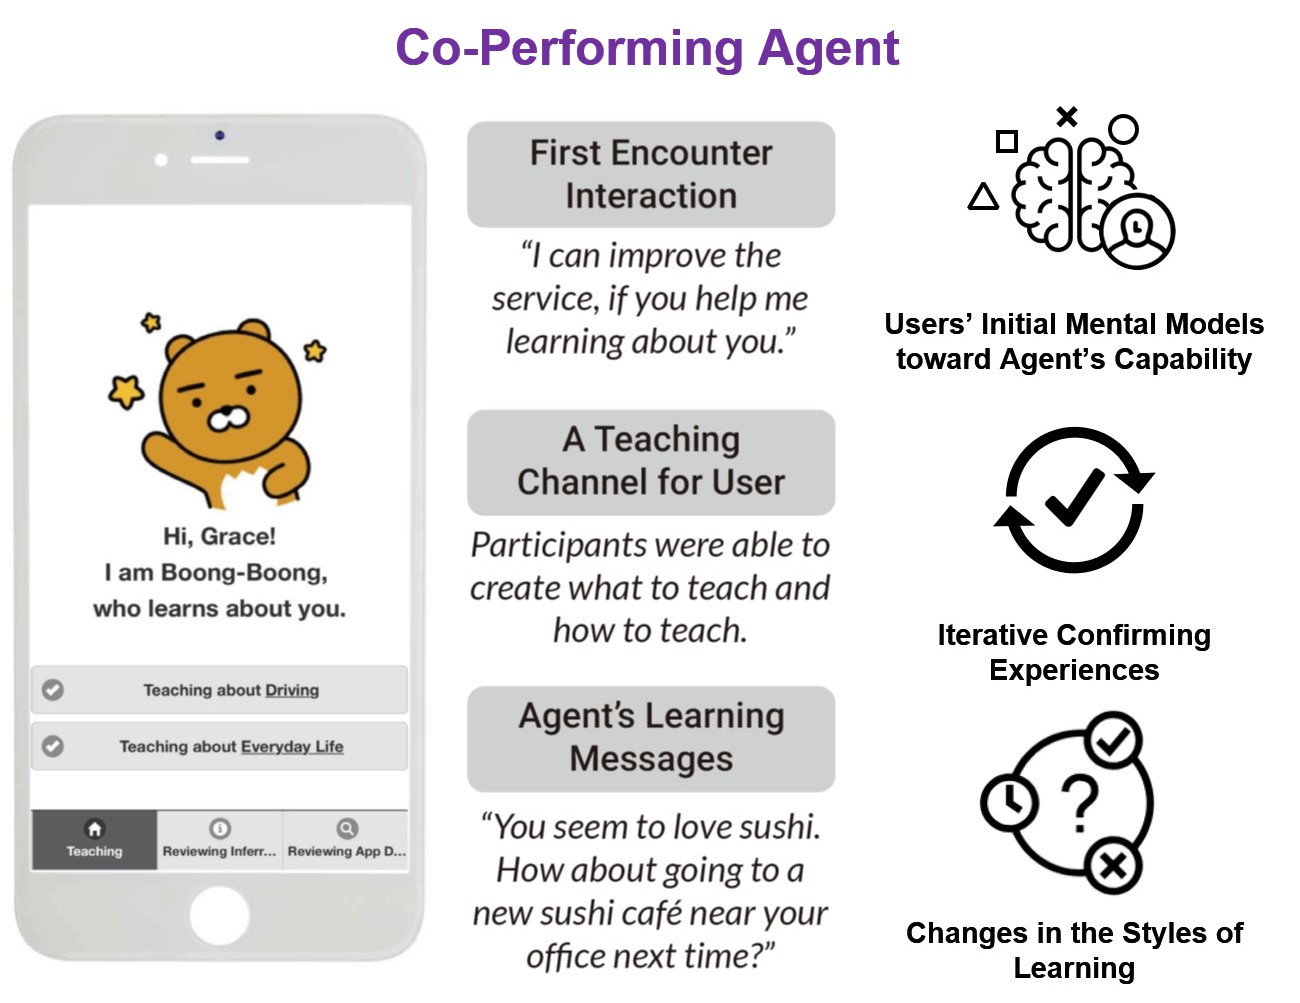 Co-Performing Agent
Hi, Grace!
I am Boong-Boong,
who learns about you.
Teaching about Driving
Teaching about Everyday Life
Teaching
Reviewing Inferr...
Reviewing App D...
First Encounter
Interaction
“I can improve the
service, if you help me
learning about you.”
A Teaching
Channel for User
Participants were able to
create what to teach and
how to teach.
Agent’s Learning
Messages
“You seem to love sushi.
How about going to a
new sushi café near your
office next time?”
Users’ Initial Mental Models
toward Agent’s Capability
Iterative Confirming
Experiences
Changes in the Styles of
Learning